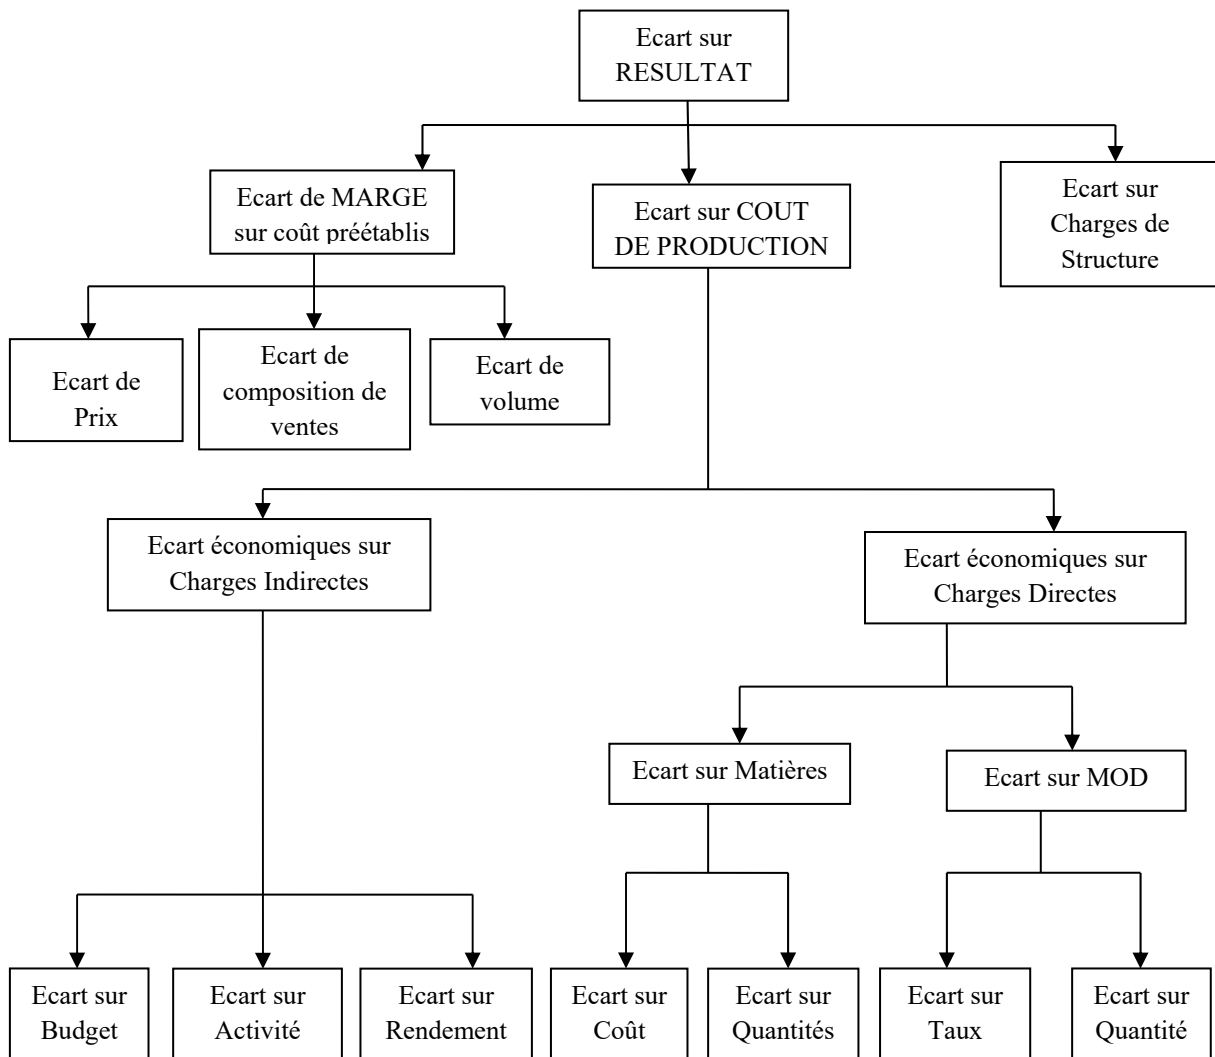 Ecart sur
RESULTAT
Ecart de MARGE
sur coût préétablis
Ecart sur COUT
DE PRODUCTION
Ecart sur
Charges de
Structure
Ecart de
Prix
Ecart de
composition de
ventes
Ecart de
volume
Ecart économiques sur
Charges Indirectes
Ecart économiques sur
Charges Directes
Ecart sur Matières
Ecart sur MOD
Ecart sur
Budget
Ecart sur
Activité
Ecart sur
Rendement
Ecart sur
Coût
Ecart sur
Quantités
Ecart sur
Taux
Ecart sur
Quantité